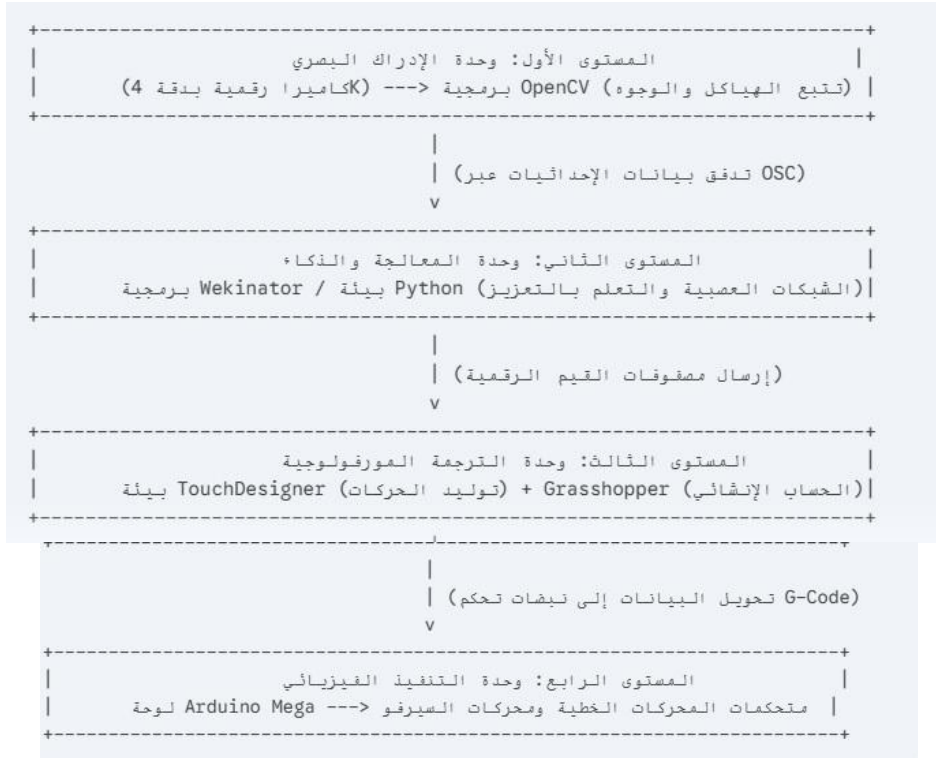 المستوى الأول: وحدة الإدراك البصري
(كاميرا رقمية بدقة 4K) ---> برمجية OpenCV (تتبع الهياكل والوجوه)
(تدفق بيانات الإحداثيات عبر OSC)
v
المستوى الثاني: وحدة المعالجة والذكاء
برمجية Wekinator / بيئة Python (الشبكات العصبية والتعلم بالتعزيز)
(إرسال مصفوفات القيم الرقمية)
v
المستوى الثالث: وحدة الترجمة المورفولوجية
بيئة TouchDesigner (توليد الحركات) + Grasshopper (الحساب الإنشائي)
(تحويل البيانات إلى نبضات تحكم G-Code)
v
المستوى الرابع: وحدة التنفيذ الفيزيائي
لوحة Arduino Mega ---> متحكمات المحركات الخطية ومحركات السيرفو